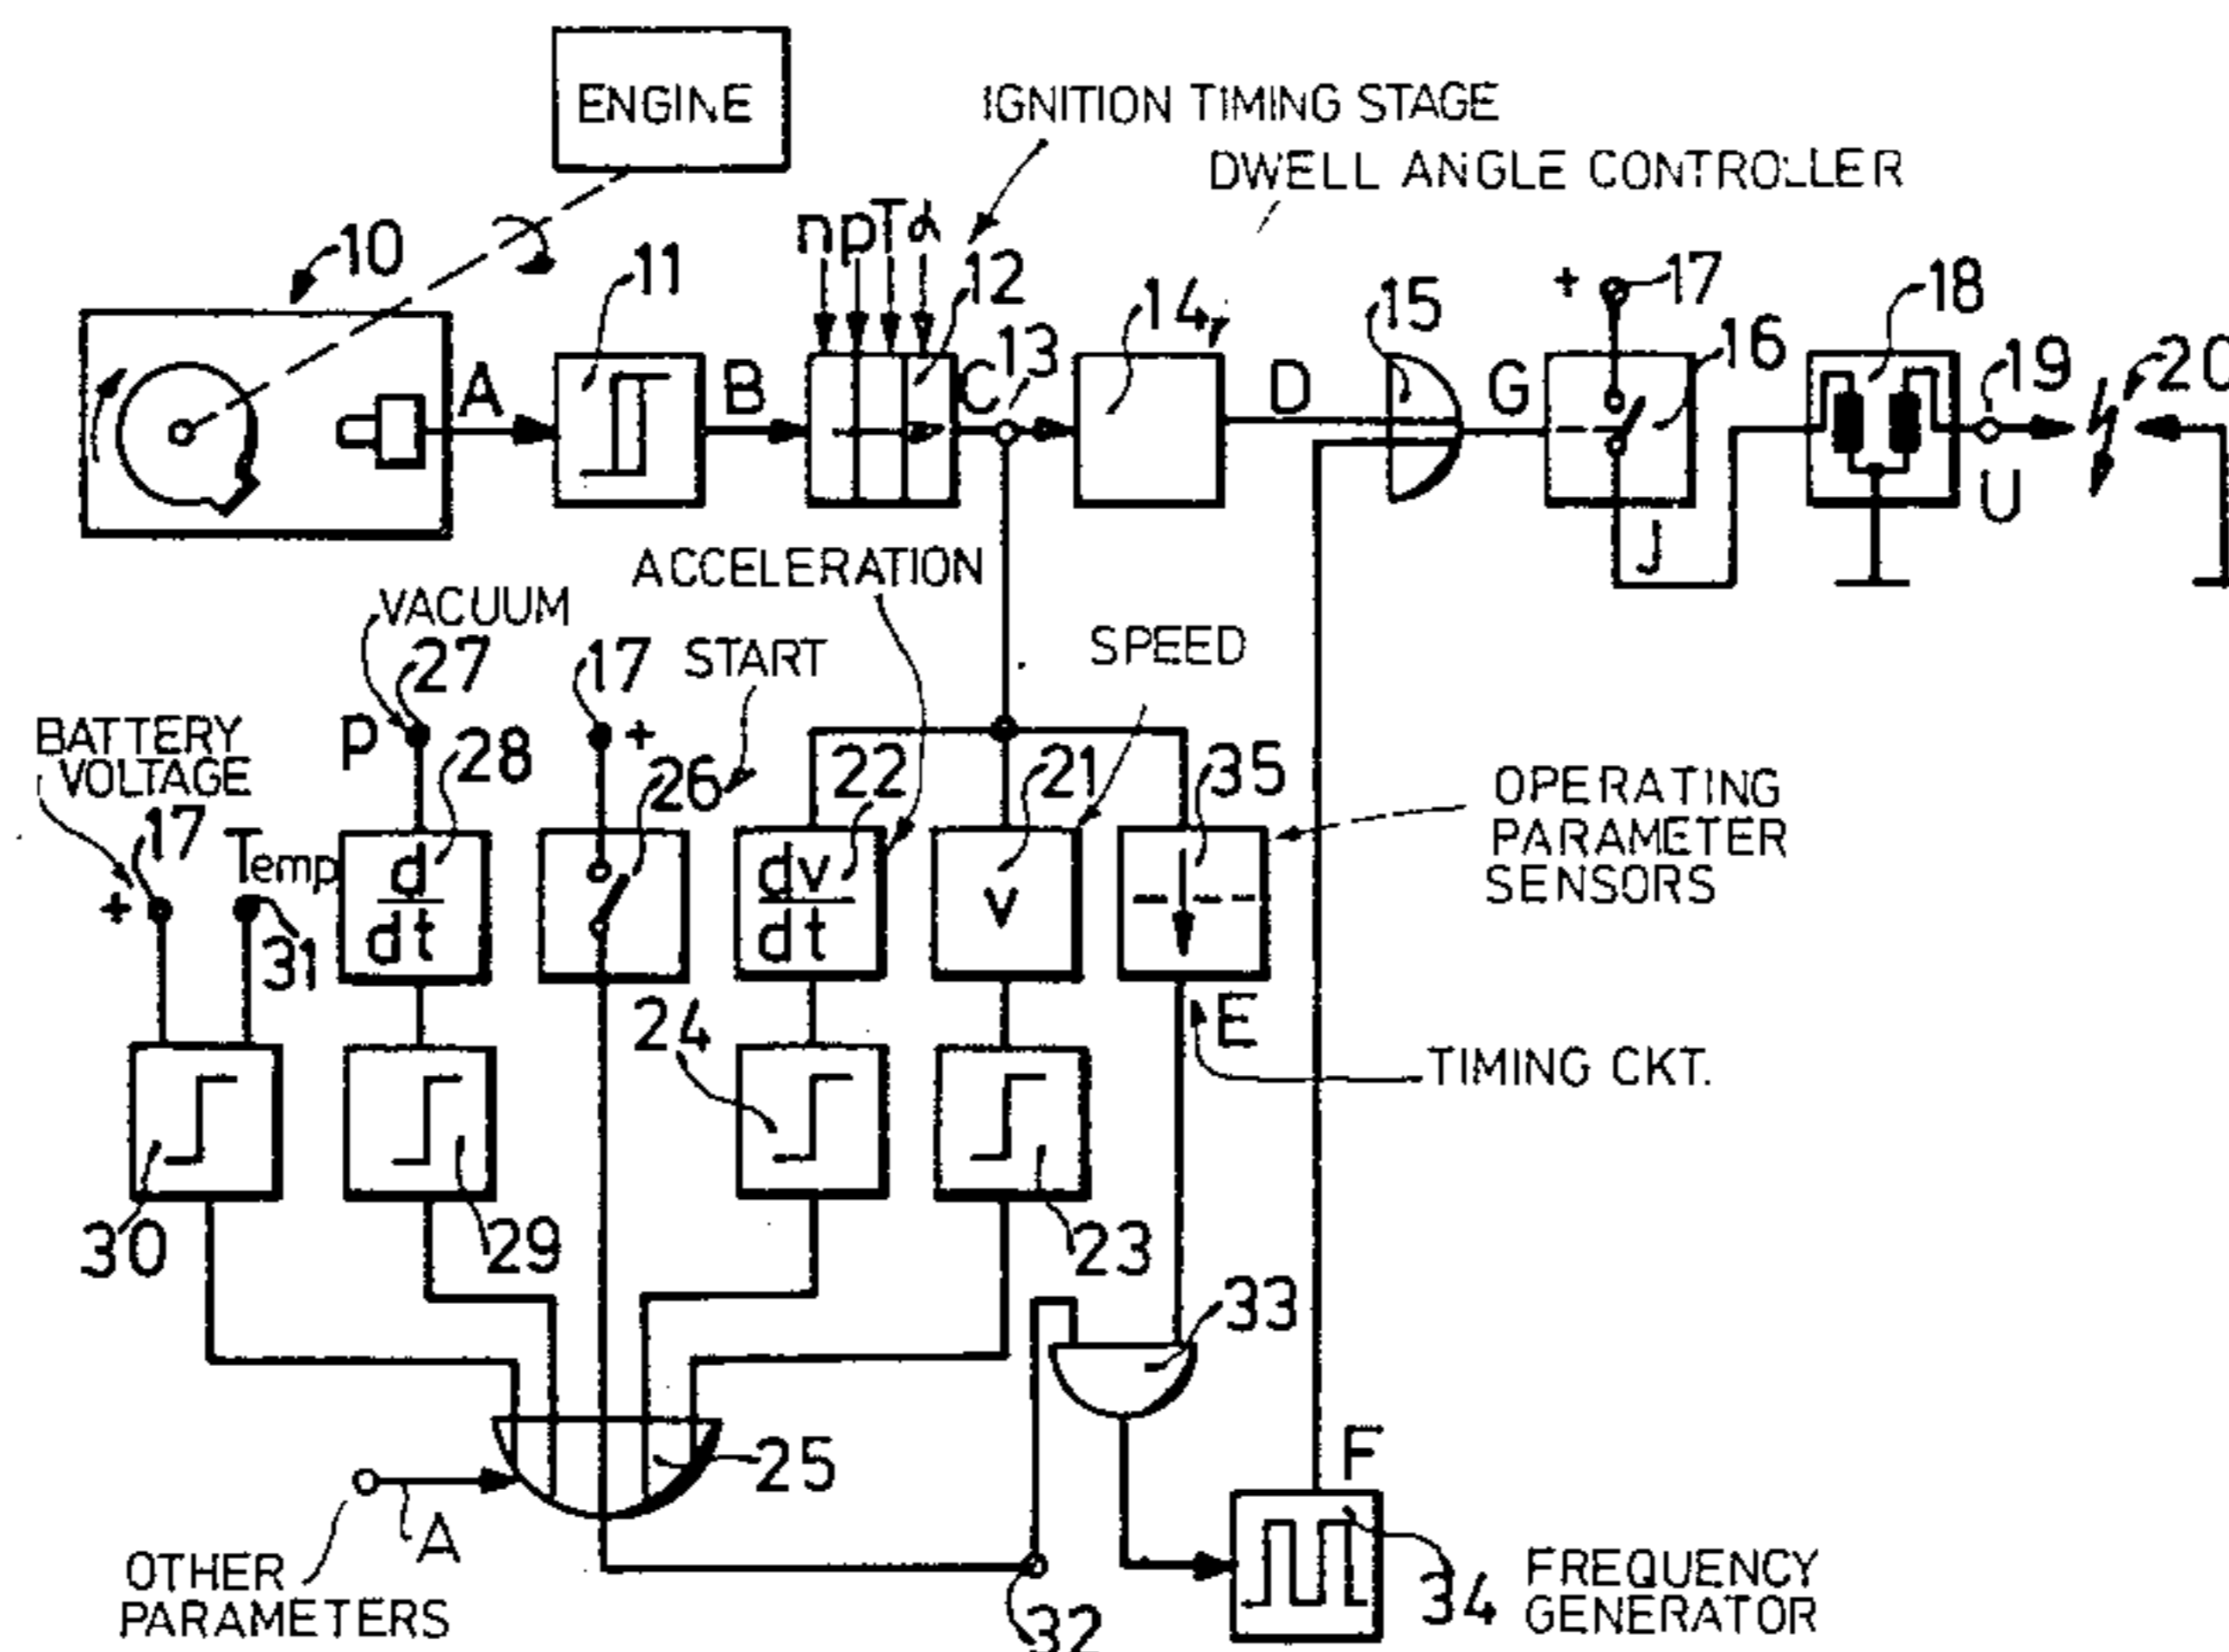 ENGINE
IGNITION TIMING STAGE
DWELL ANGLE CONTROLLER
n p T α
10
11
12
13
14
15
+
17
16
18
19
20
A
B
C
D
G
J
U
ACCELERATION
VACUUM
27
17
START
SPEED
BATTERY
VOLTAGE
p
28
+
26
22
21
35
OPERATING
PARAMETER
SENSORS
17
Temp
+
31
d
dt
dv
dt
v
24
E
TIMING CKT.
30
29
23
33
25
F
A
OTHER
PARAMETERS
32
34
FREQUENCY
GENERATOR